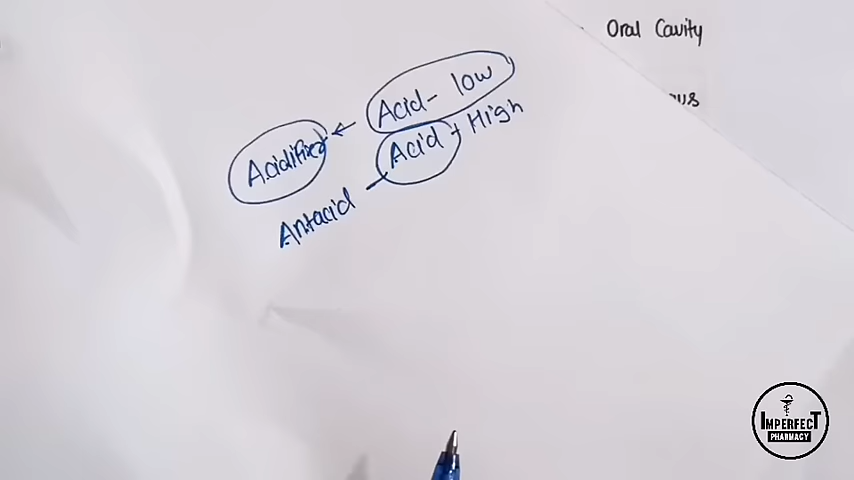 Oral Cavity
Acid - low
Acidifier ←
Acid + High
Antacid -
IMPERFECT
PHARMACY